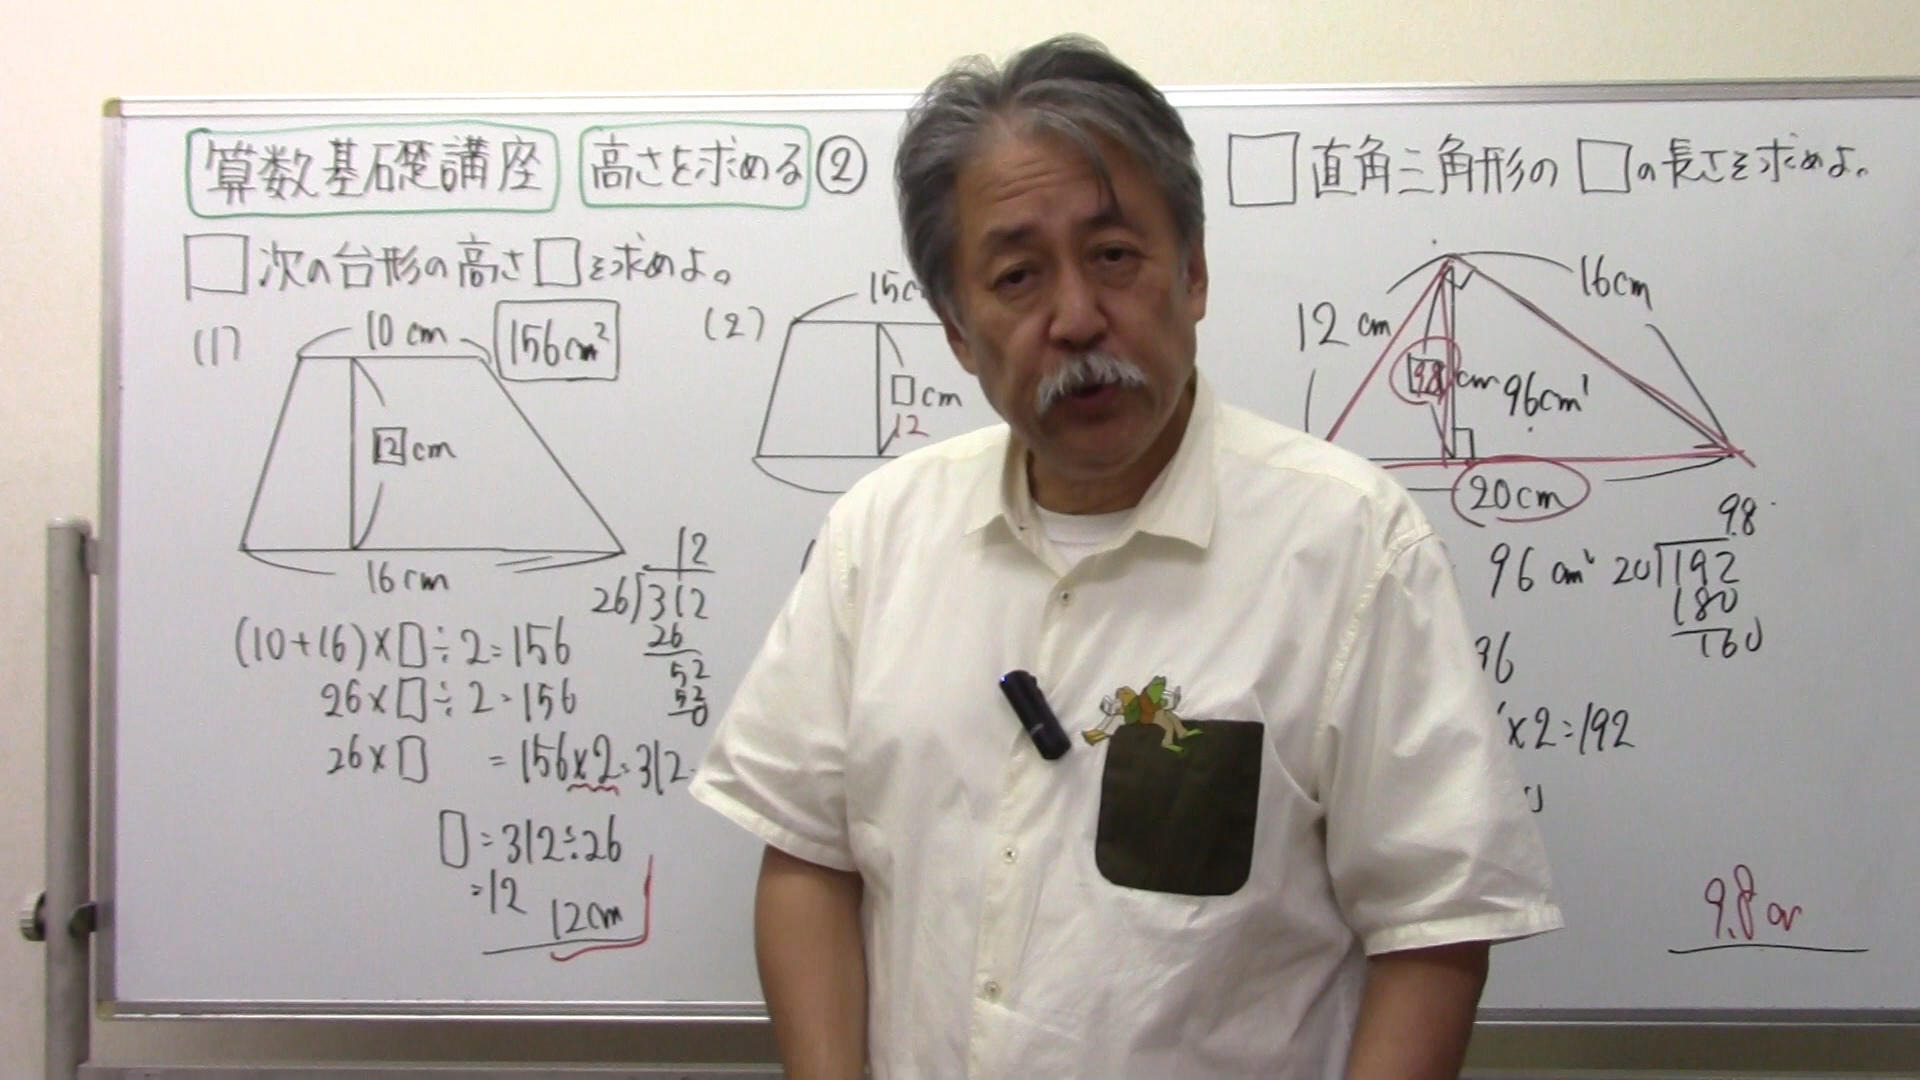 算数基礎講座 高さを求める②
□次の台形の高さ□を求めよ。
(1)
10cm
156cm²
12cm
16cm
(10+16)×□÷2=156
26×□÷2=156
26×□ =156×2=312
□=312÷26
=12
12cm
12
26)312
26
52
52
0
(2)
15c
□cm
12
□直角三角形の□の長さを求めよ。
12cm
16cm
9.8cm
96cm²
20cm
96cm²
9.8
20)192
180
160
96
×2=192
9.8cm